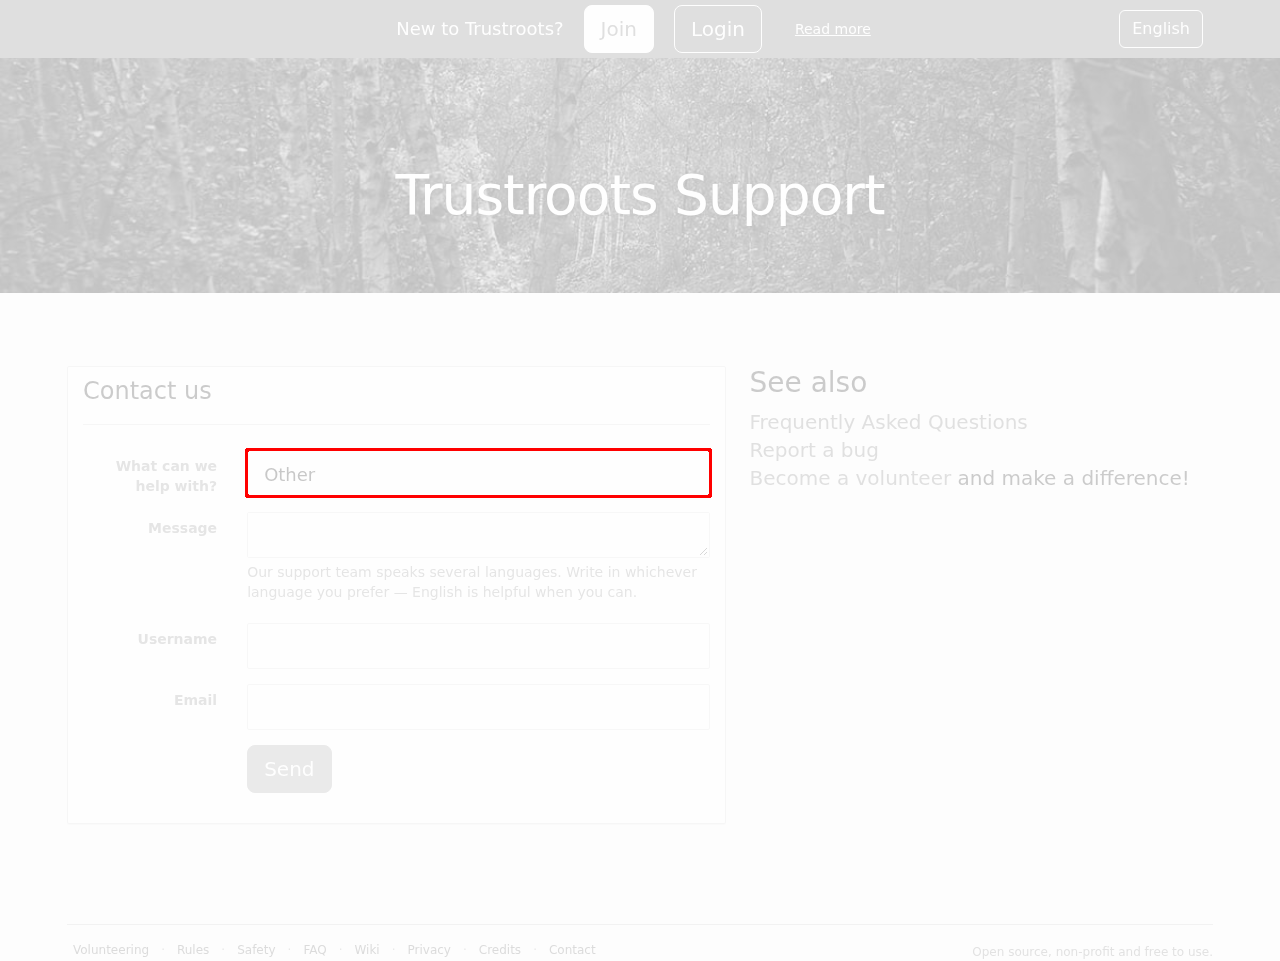 New to Trustroots? Join Login Read more English
Trustroots Support
Contact us
What can we
help with?
Other
Message
Our support team speaks several languages. Write in whichever
language you prefer — English is helpful when you can.
Username
Email
Send
See also
Frequently Asked Questions
Report a bug
Become a volunteer and make a difference!
Volunteering · Rules · Safety · FAQ · Wiki · Privacy · Credits · Contact
Open source, non-profit and free to use.